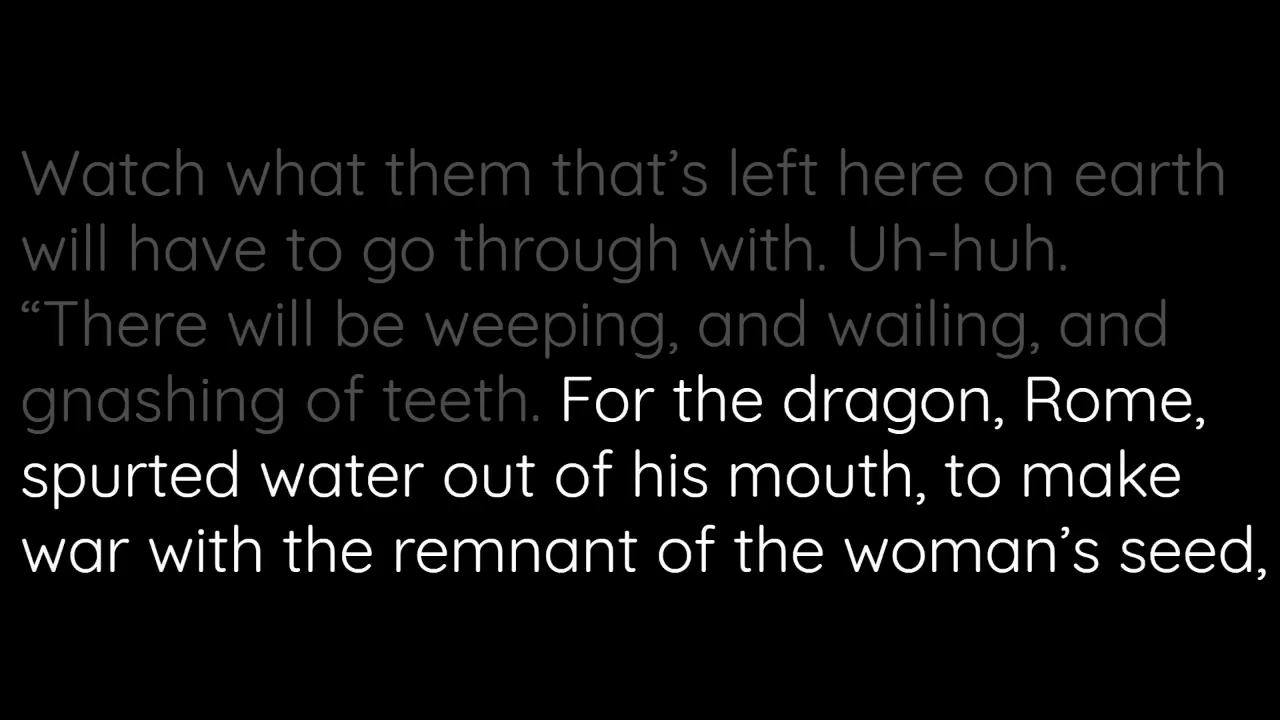 Watch what them that’s left here on earth
will have to go through with. Uh-huh.
“There will be weeping, and wailing, and
gnashing of teeth. For the dragon, Rome,
spurted water out of his mouth, to make
war with the remnant of the woman’s seed,